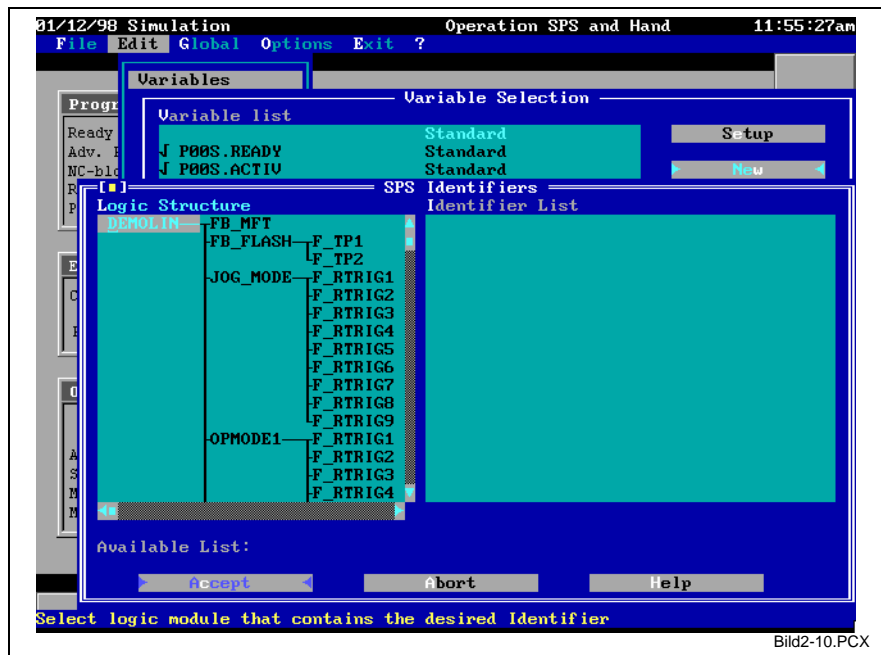 01/12/98 Simulation Operation SPS and Hand 11:55:27am
File Edit Global Options Exit ?
Variables
Variable Selection
Progr
Variable list
Ready
Standard
Setup
Adv.
√ P00S.READY Standard
NC-blo
√ P00S.ACTIV Standard
New
[■] SPS Identifiers
Logic Structure Identifier List
DEMOLIN FB_MFT
FB_FLASH F_TP1
F_TP2
JOG_MODE F_RTRIG1
F_RTRIG2
F_RTRIG3
F_RTRIG4
F_RTRIG5
F_RTRIG6
F_RTRIG7
F_RTRIG8
F_RTRIG9
OPMODE1 F_RTRIG1
F_RTRIG2
F_RTRIG3
F_RTRIG4
Available List:
Accept Abort Help
Select logic module that contains the desired Identifier
Bild2-10.PCX